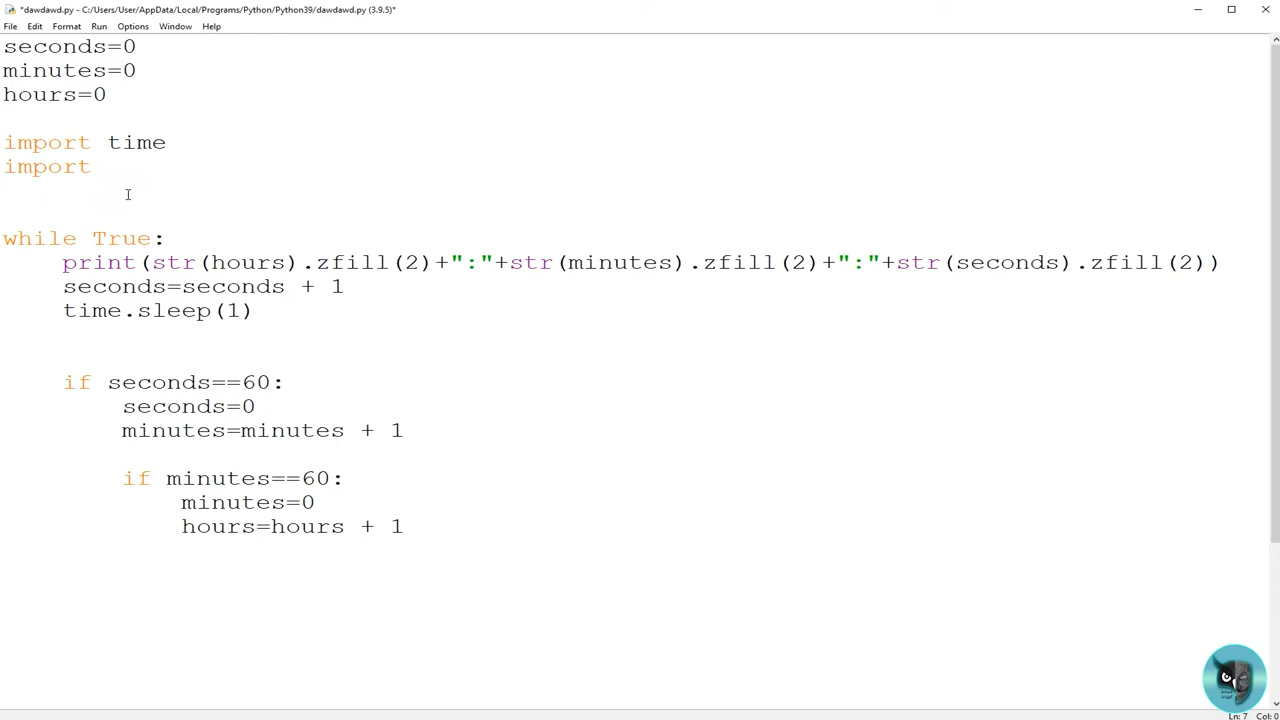 *dawdawd.py - C:/Users/User/AppData/Local/Programs/Python/Python39/dawdawd.py (3.9.5)*
File Edit Format Run Options Window Help
seconds=0
minutes=0
hours=0
import time
import
while True:
    print(str(hours).zfill(2)+":"+str(minutes).zfill(2)+":"+str(seconds).zfill(2))
    seconds=seconds + 1
    time.sleep(1)
    if seconds==60:
        seconds=0
        minutes=minutes + 1
        if minutes==60:
            minutes=0
            hours=hours + 1
Ln: 7 Col: 0